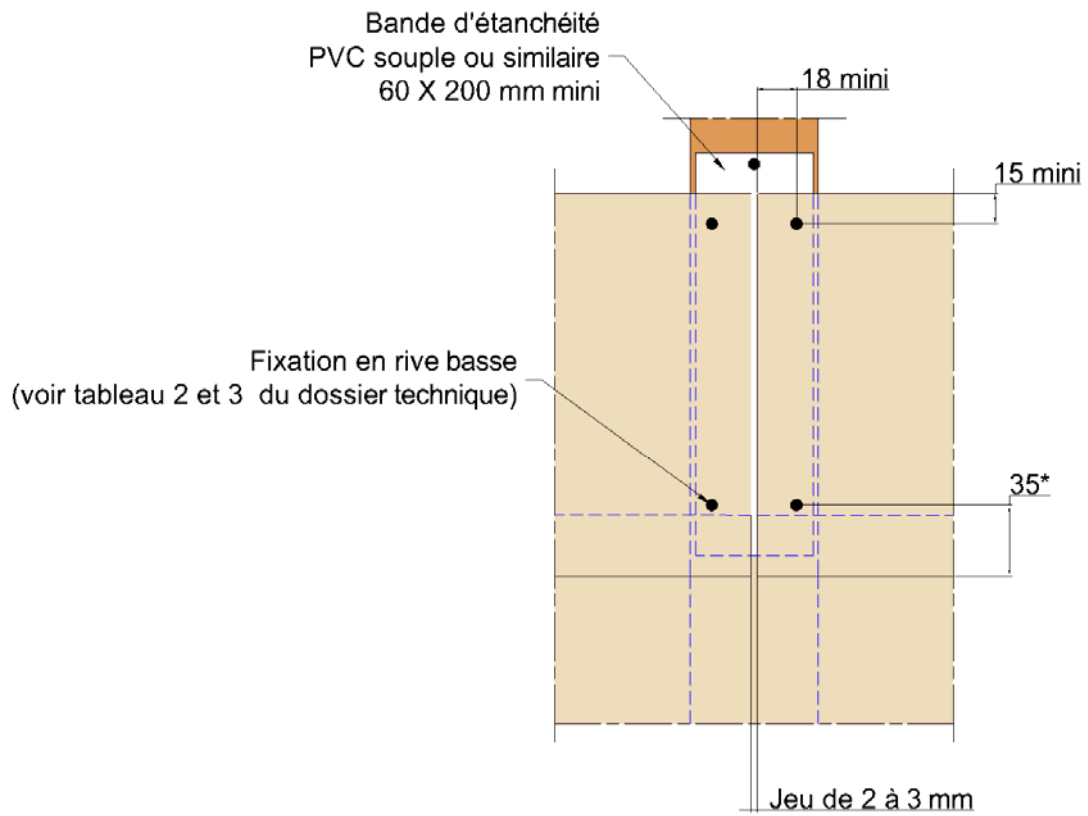 Bande d'étanchéité
PVC souple ou similaire
60 X 200 mm mini
18 mini
15 mini
Fixation en rive basse
(voir tableau 2 et 3 du dossier technique)
35*
Jeu de 2 à 3 mm